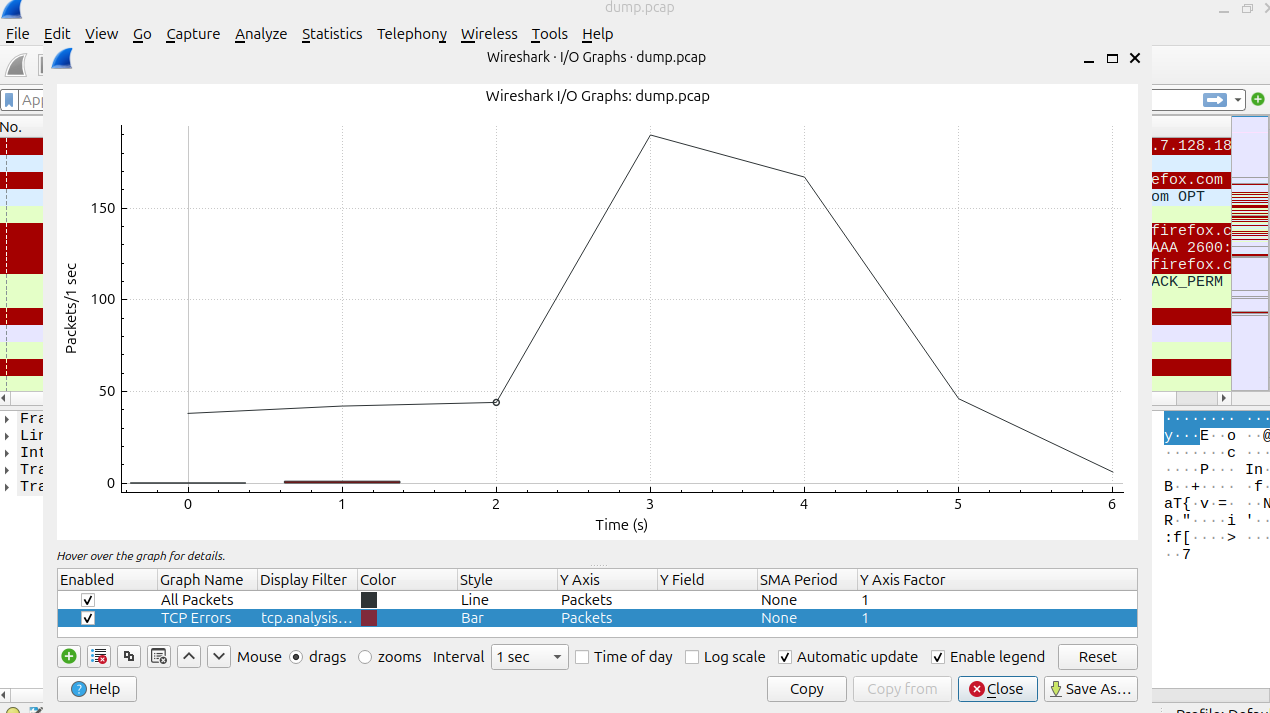 dump.pcap
File Edit View Go Capture Analyze Statistics Telephony Wireless Tools Help
Wireshark · I/O Graphs · dump.pcap
Wireshark I/O Graphs: dump.pcap
App
No.
.7.128.18
efox.com
om OPT
firefox.c
AAA 2600:
firefox.c
ACK_PERM
150
100
50
0
Packets/1 sec
0 1 2 3 4 5 6
Time (s)
Fra
Lin
Int
Tra
Tra
········ ··
y···E··o ··@
·······c ···
····P··· In
B··+···· ·f·
aT{·v·=· ··N
R·"····i '··
:f[····> ···
··7
Hover over the graph for details.
Enabled Graph Name Display Filter Color Style Y Axis Y Field SMA Period Y Axis Factor
All Packets Line Packets None 1
TCP Errors tcp.analysis… Bar Packets None 1
Mouse drags zooms Interval 1 sec Time of day Log scale Automatic update Enable legend Reset
Help Copy Copy from Close Save As…